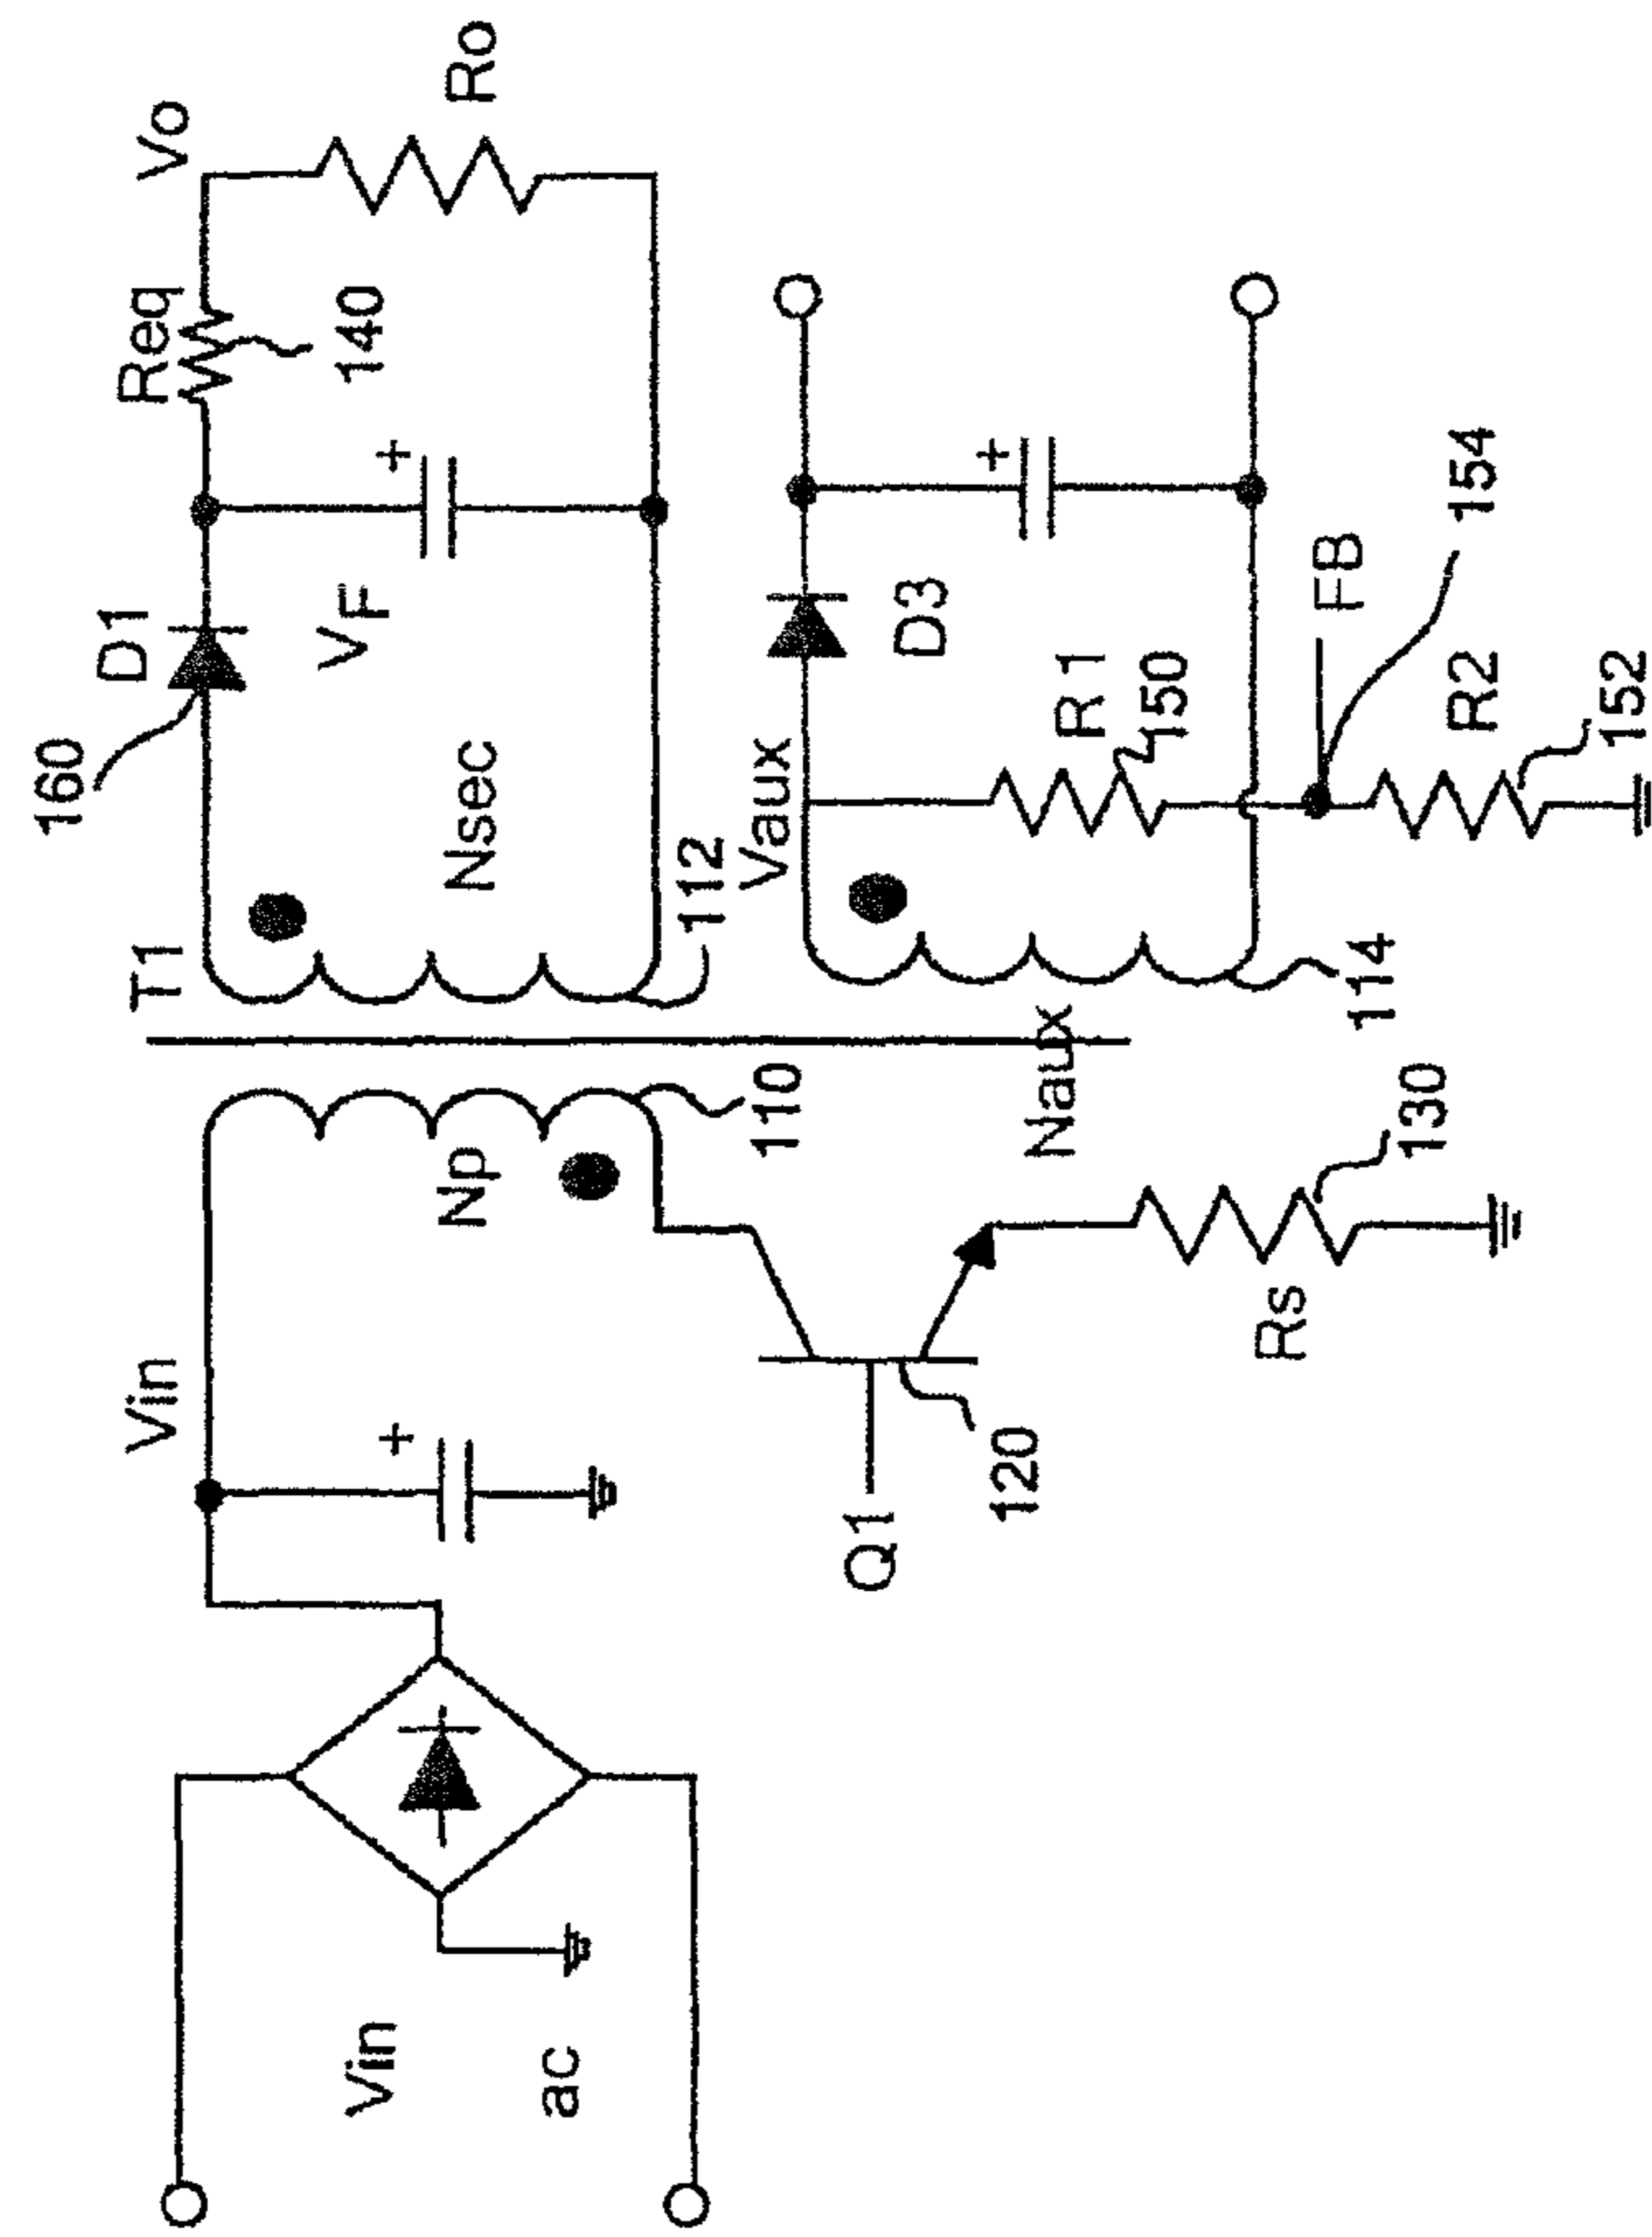 Vin
ac
Vin
Q1
120
Rs
130
Np
110
T1
Nsec
112
160
D1
VF
Req
140
Vo
Ro
Naux
114
Vaux
D3
R1
150
FB
154
R2
152